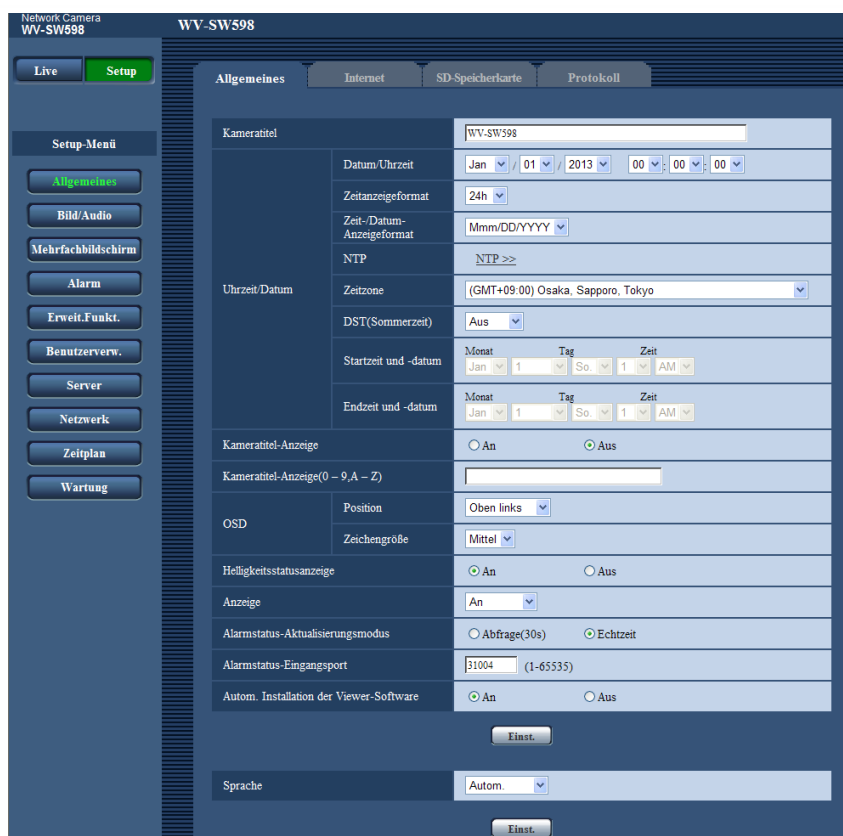 Network Camera
WV-SW598
WV-SW598
Live
Setup
Setup-Menü
Allgemeines
Bild/Audio
Mehrfachbildschirm
Alarm
Erweit.Funkt.
Benutzerverw.
Server
Netzwerk
Zeitplan
Wartung
Allgemeines
Internet
SD-Speicherkarte
Protokoll
Kameratitel
WV-SW598
Uhrzeit/Datum
Datum/Uhrzeit
Jan / 01 / 2013 00 : 00 : 00
Zeitanzeigeformat
24h
Zeit-/Datum-
Anzeigeformat
Mmm/DD/YYYY
NTP
NTP >>
Zeitzone
(GMT+09:00) Osaka, Sapporo, Tokyo
DST(Sommerzeit)
Aus
Startzeit und -datum
Monat Tag Zeit
Jan 1 So. 1 AM
Endzeit und -datum
Monat Tag Zeit
Jan 1 So. 1 AM
Kameratitel-Anzeige
An Aus
Kameratitel-Anzeige(0 – 9,A – Z)
OSD
Position
Oben links
Zeichengröße
Mittel
Helligkeitsstatusanzeige
An Aus
Anzeige
An
Alarmstatus-Aktualisierungsmodus
Abfrage(30s) Echtzeit
Alarmstatus-Eingangsport
31004 (1-65535)
Autom. Installation der Viewer-Software
An Aus
Einst.
Sprache
Autom.
Einst.